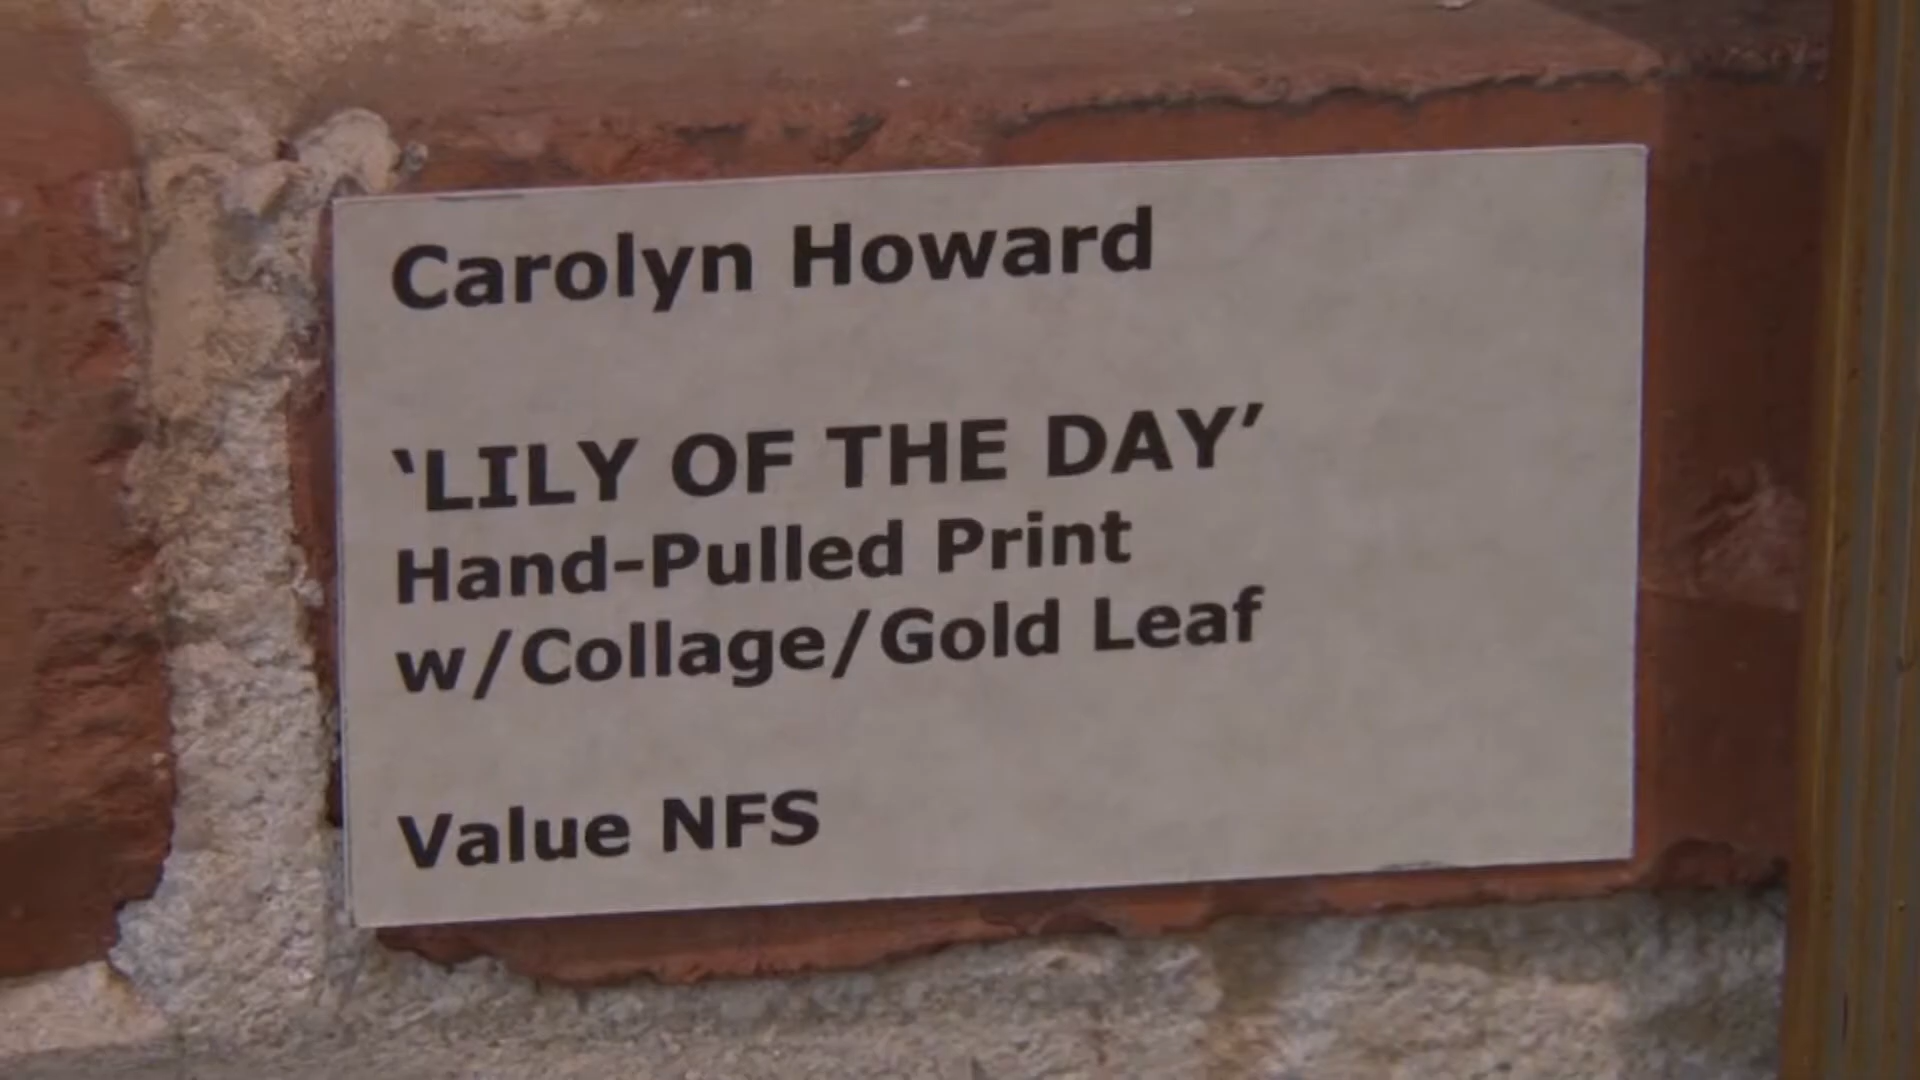 Carolyn Howard
‘LILY OF THE DAY’
Hand-Pulled Print
w/Collage/Gold Leaf
Value NFS